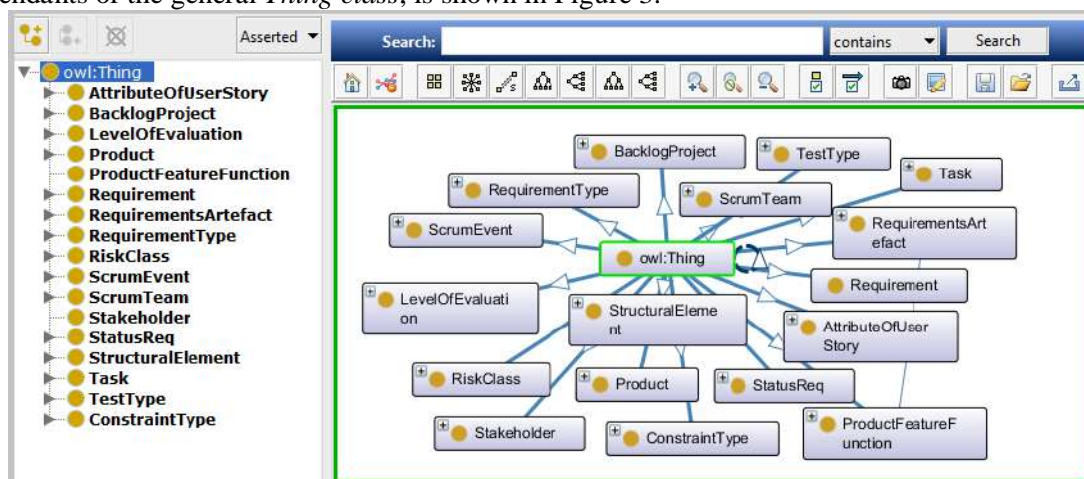 endants of the general Thing class, is shown in Figure 3.
Asserted
Search:
contains
Search
owl:Thing
AttributeOfUserStory
BacklogProject
LevelOfEvaluation
Product
ProductFeatureFunction
Requirement
RequirementsArtefact
RequirementType
RiskClass
ScrumEvent
ScrumTeam
Stakeholder
StatusReq
StructuralElement
Task
TestType
ConstraintType
BacklogProject
TestType
Task
RequirementType
ScrumTeam
RequirementsArt
efact
ScrumEvent
owl:Thing
Requirement
LevelOfEvaluati
on
StructuralEleme
nt
AttributeOfUser
Story
RiskClass
Product
StatusReq
Stakeholder
ConstraintType
ProductFeatureF
unction